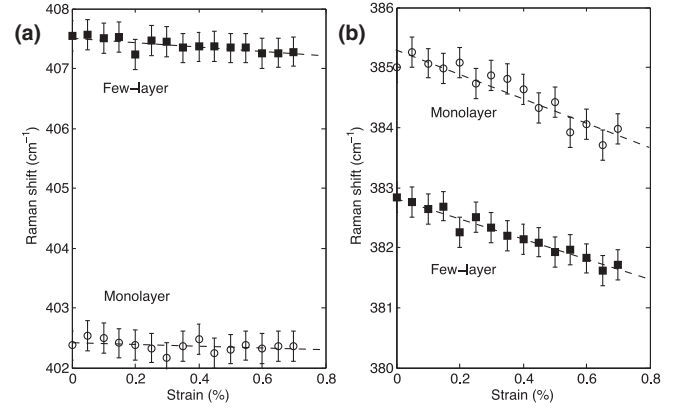 (a)
408
407
406
405
404
403
402
0
0.2
0.4
0.6
0.8
Raman shift (cm⁻¹)
Strain (%)
Few–layer
Monolayer
(b)
386
385
384
383
382
381
380
0
0.2
0.4
0.6
0.8
Raman shift (cm⁻¹)
Strain (%)
Monolayer
Few–layer